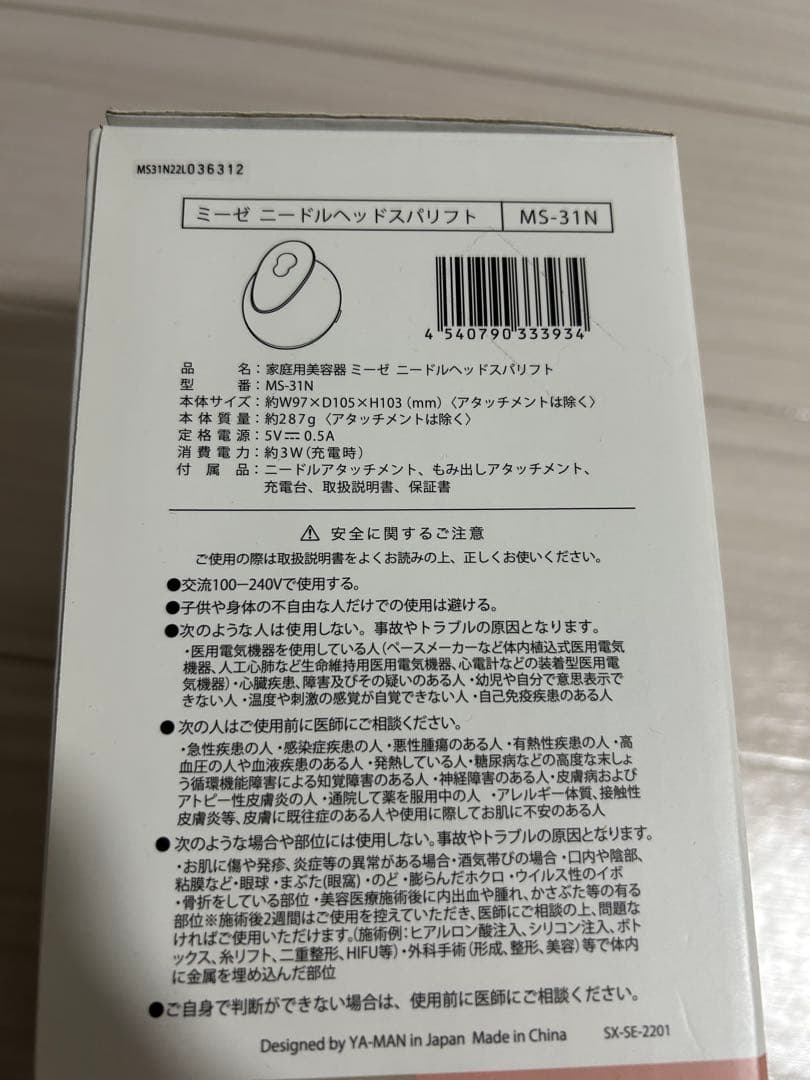 MS31N22L036312
ミーゼ ニードルヘッドスパリフト MS-31N
4 540790 333934
品名：家庭用美容器 ミーゼ ニードルヘッドスパリフト
型番：MS-31N
本体サイズ：約W97×D105×H103（mm）〈アタッチメントは除く〉
本体質量：約287g〈アタッチメントは除く〉
定格電源：5V⎓0.5A
消費電力：約3W（充電時）
付属品：ニードルアタッチメント、もみ出しアタッチメント、
充電台、取扱説明書、保証書
⚠ 安全に関するご注意
ご使用の際は取扱説明書をよくお読みの上、正しくお使いください。
●交流100－240Vで使用する。
●子供や身体の不自由な人だけでの使用は避ける。
●次のような人は使用しない。事故やトラブルの原因となります。
・医用電気機器を使用している人（ペースメーカーなど体内植込式医用電気
機器、人工心肺など生命維持用医用電気機器、心電計などの装着型医用電
気機器）・心臓疾患、障害及びその疑いのある人・幼児や自分で意思表示で
きない人・温度や刺激の感覚が自覚できない人・自己免疫疾患のある人
●次の人はご使用前に医師にご相談ください。
・急性疾患の人・感染症疾患の人・悪性腫瘍のある人・有熱性疾患の人・高
血圧の人や血液疾患のある人・発熱している人・糖尿病などの高度な末しょ
う循環機能障害による知覚障害のある人・神経障害のある人・皮膚病および
アトピー性皮膚炎の人・通院して薬を服用中の人 ・アレルギー体質、接触性
皮膚炎等、皮膚に既往症のある人や使用に際してお肌に不安のある人
●次のような場合や部位には使用しない。事故やトラブルの原因となります。
・お肌に傷や発疹、炎症等の異常がある場合・酒気帯びの場合・口内や陰部、
粘膜など・眼球・まぶた(眼窩)・のど・膨らんだホクロ・ウイルス性のイボ
・骨折をしている部位・美容医療施術後に内出血や腫れ、かさぶた等の有る
部位※施術後2週間はご使用を控えていただき、医師にご相談の上、問題な
ければご使用いただけます。（施術例：ヒアルロン酸注入、シリコン注入、ボト
ックス、糸リフト、二重整形、HIFU等）・外科手術（形成、整形、美容）等で体内
に金属を埋め込んだ部位
●ご自身で判断ができない場合は、使用前に医師にご相談ください。
Designed by YA-MAN in Japan Made in China SX-SE-2201